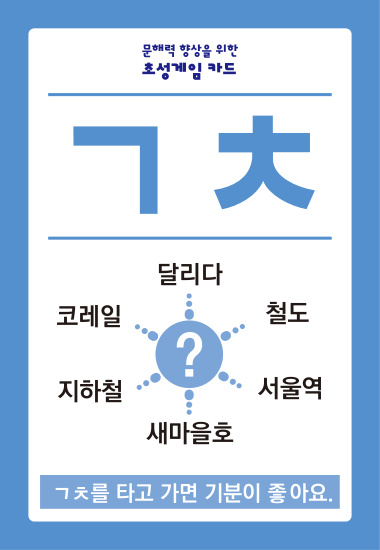 문해력 향상을 위한
초성게임 카드
ㄱ ㅊ
달리다
코레일
철도
?
지하철
서울역
새마을호
ㄱㅊ를 타고 가면 기분이 좋아요.